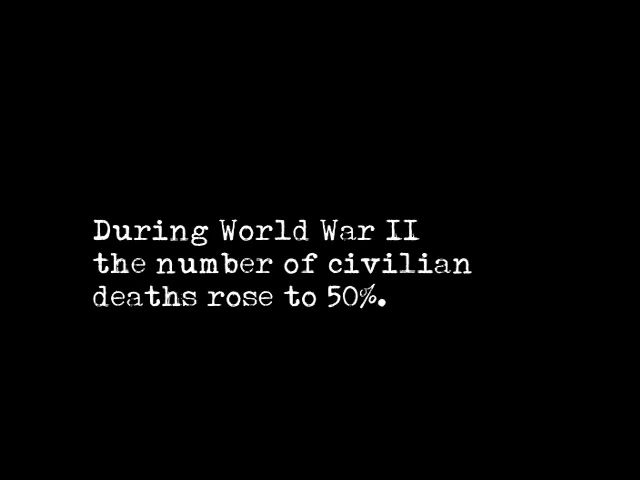 During World War II
the number of civilian
deaths rose to 50%.